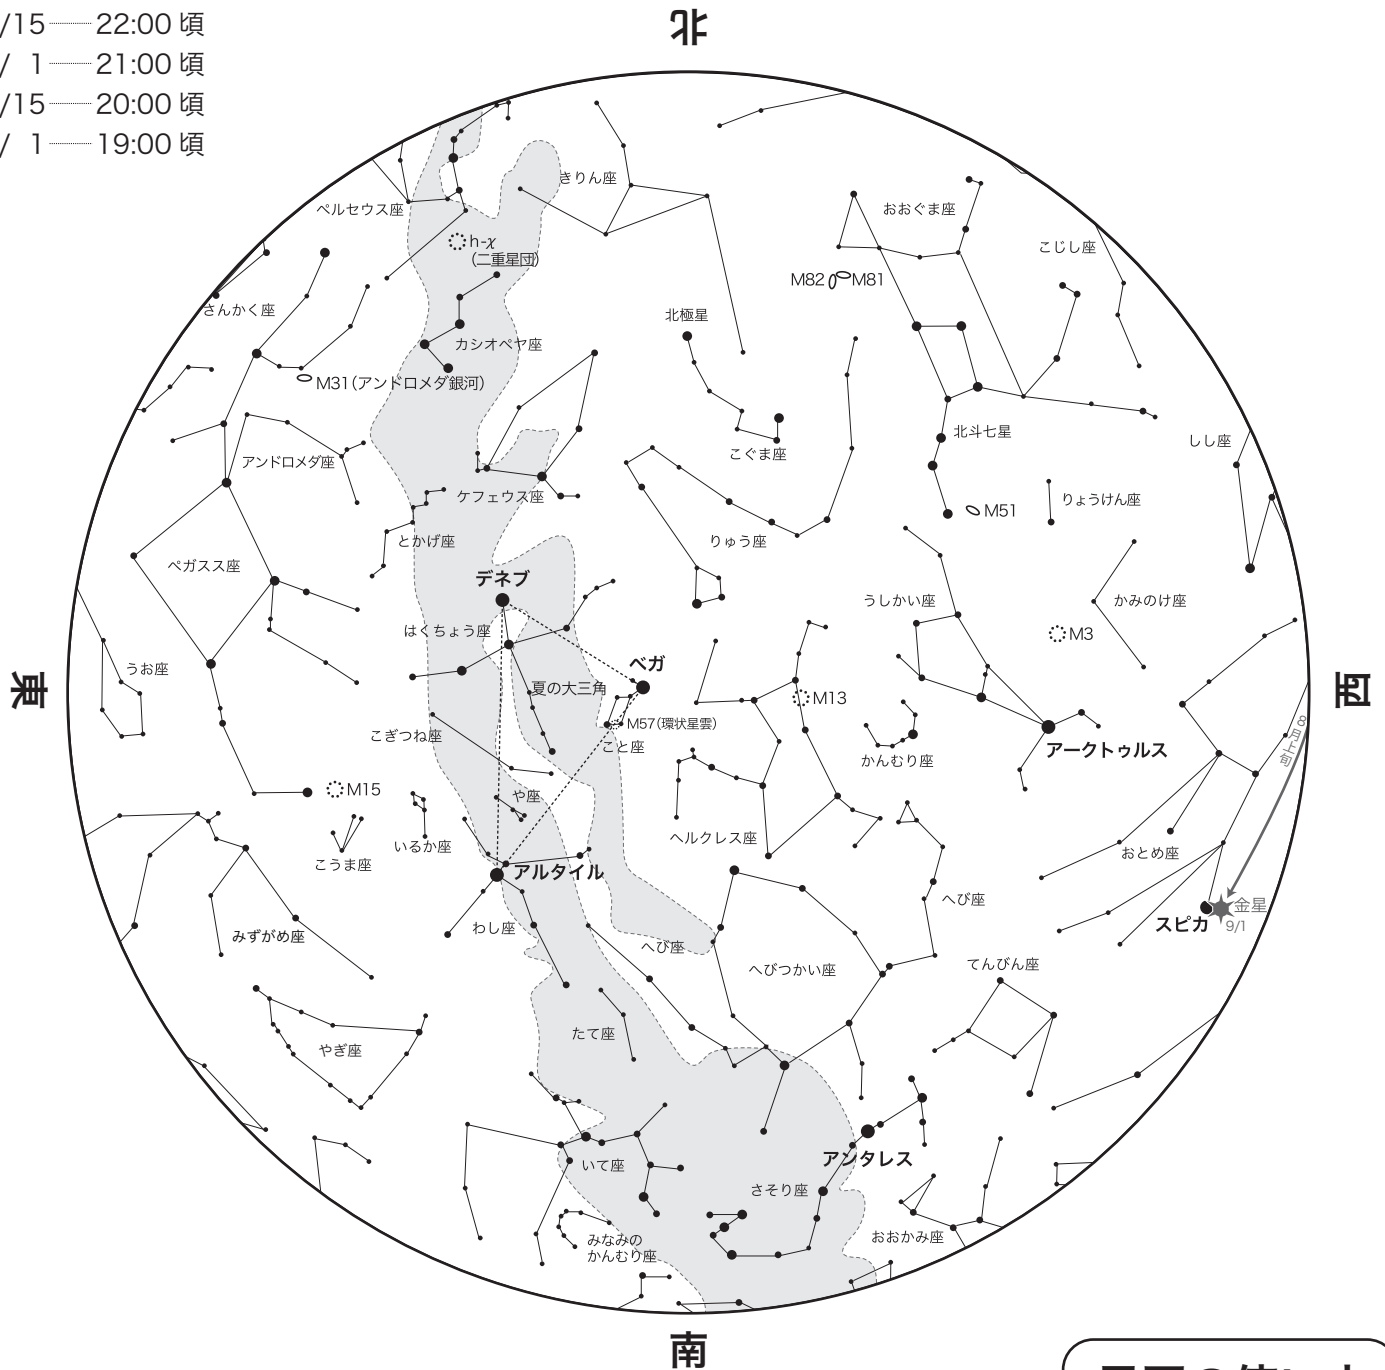 /15 22:00 頃
/ 1 21:00 頃
/15 20:00 頃
/ 1 19:00 頃
北
きりん座
ペルセウス座
おおぐま座
h-χ
(二重星団)
こじし座
M82 M81
さんかく座
北極星
カシオペヤ座
M31(アンドロメダ銀河)
北斗七星
しし座
こぐま座
アンドロメダ座
ケフェウス座
りょうけん座
M51
とかげ座
りゅう座
ペガスス座
デネブ
うしかい座
かみのけ座
はくちょう座
M3
ベガ
うお座
東
西
夏の大三角
M13
M57(環状星雲)
8月上旬
こぎつね座
こと座
アークトゥルス
かんむり座
M15
や座
ヘルクレス座
いるか座
おとめ座
こうま座
アルタイル
へび座
金星
スピカ
9/1
わし座
みずがめ座
へび座
てんびん座
へびつかい座
たて座
やぎ座
アンタレス
いて座
さそり座
おおかみ座
みなみの
かんむり座
南